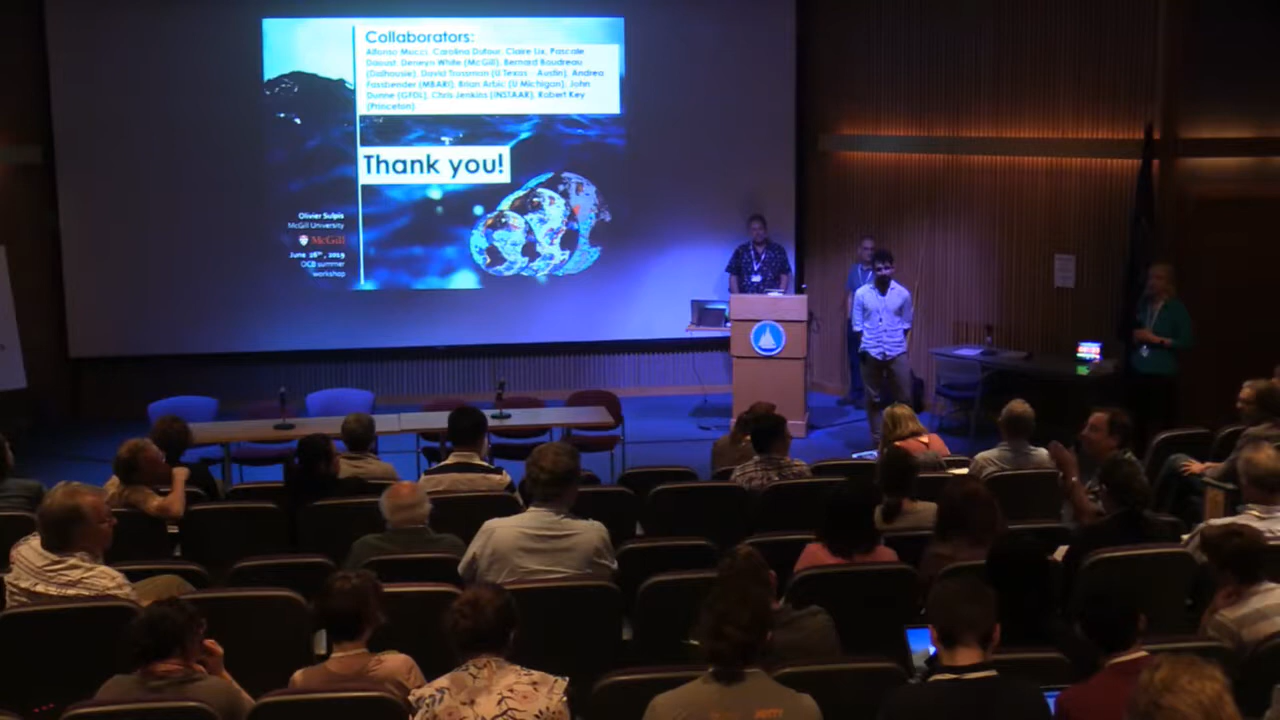 Collaborators:
Alfonso Mucci, Carolina Dufour, Claire Lix, Pascale
Daoust, Deneyn White (McGill), Bernard Boudreau
(Dalhousie), David Trossman (U Texas - Austin), Andrea
Fassbender (MBARI), Brian Arbic (U Michigan), John
Dunne (GFDL), Chris Jenkins (INSTAAR), Robert Key
(Princeton)
Thank you!
Olivier Sulpis
McGill University
McGill
June 26th, 2019
OCB summer
workshop